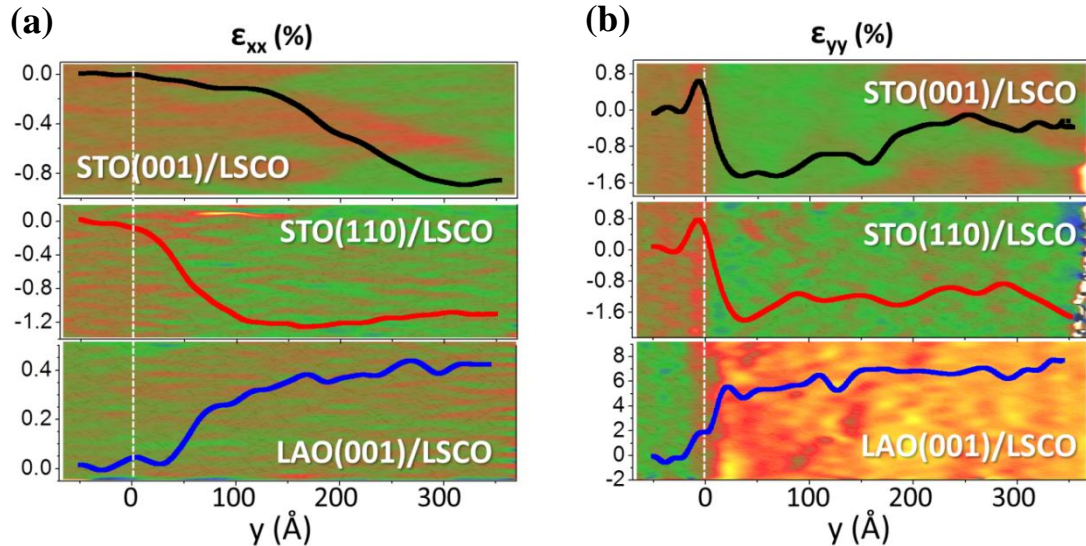 (a)
ε_xx (%)
0.0
-0.4
-0.8
STO(001)/LSCO
0.0
-0.4
-0.8
-1.2
STO(110)/LSCO
0.4
0.2
0.0
LAO(001)/LSCO
0 100 200 300
y (Å)
(b)
ε_yy (%)
0.8
0.0
-0.8
-1.6
STO(001)/LSCO
0.8
0.0
-0.8
-1.6
STO(110)/LSCO
8
6
4
2
0
-2
LAO(001)/LSCO
0 100 200 300
y (Å)